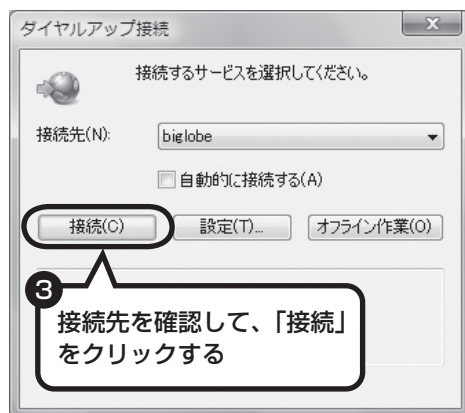 ダイヤルアップ接続
X
接続するサービスを選択してください。
接続先(N):
biglobe
自動的に接続する(A)
接続(C)
設定(T)...
オフライン作業(O)
3
接続先を確認して、「接続」
をクリックする